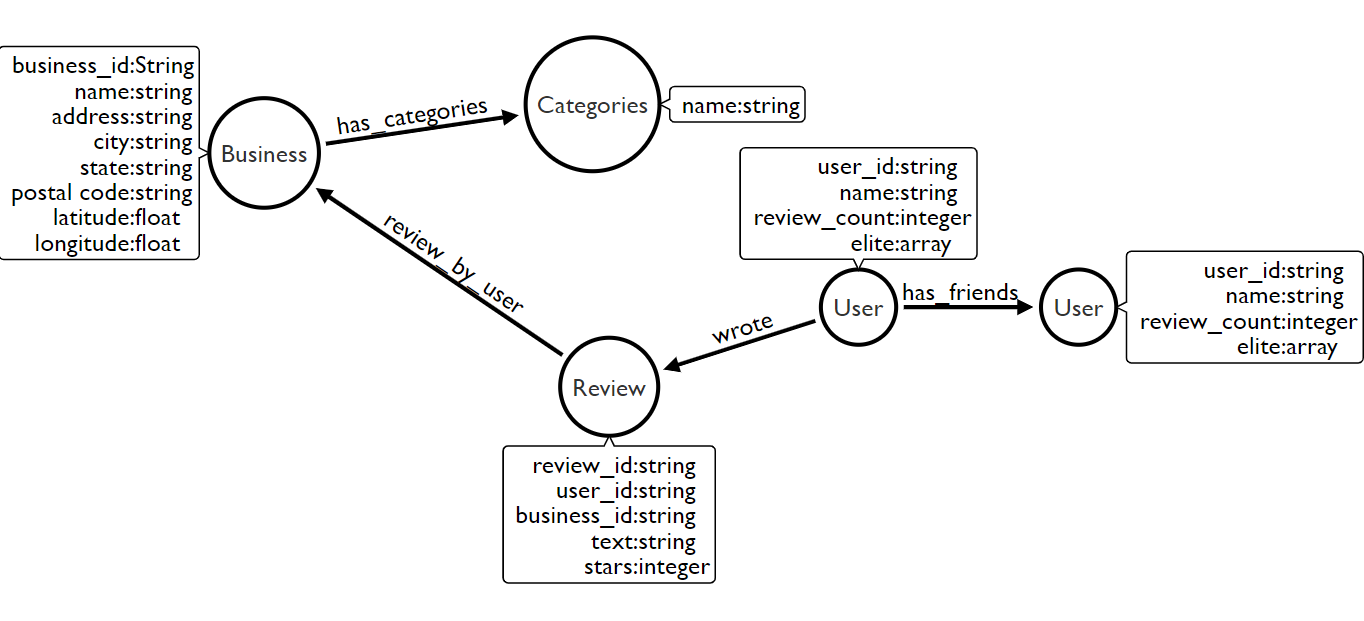 business_id:String
name:string
address:string
city:string
state:string
postal code:string
latitude:float
longitude:float
Business
has_categories
Categories
name:string
review_by_user
user_id:string
name:string
review_count:integer
elite:array
User
has_friends
User
user_id:string
name:string
review_count:integer
elite:array
wrote
Review
review_id:string
user_id:string
business_id:string
text:string
stars:integer